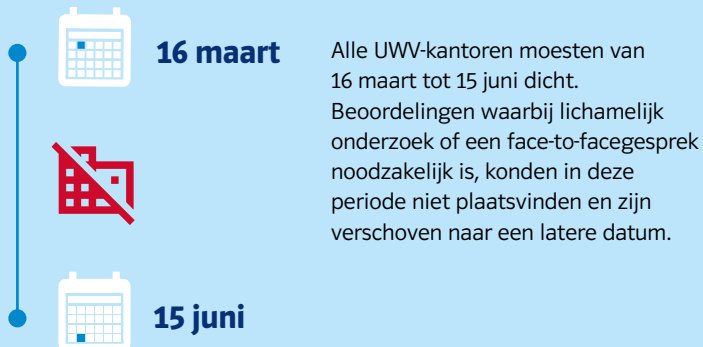 16 maart
Alle UWV-kantoren moesten van
16 maart tot 15 juni dicht.
Beoordelingen waarbij lichamelijk
onderzoek of een face-to-facegesprek
noodzakelijk is, konden in deze
periode niet plaatsvinden en zijn
verschoven naar een latere datum.
15 juni